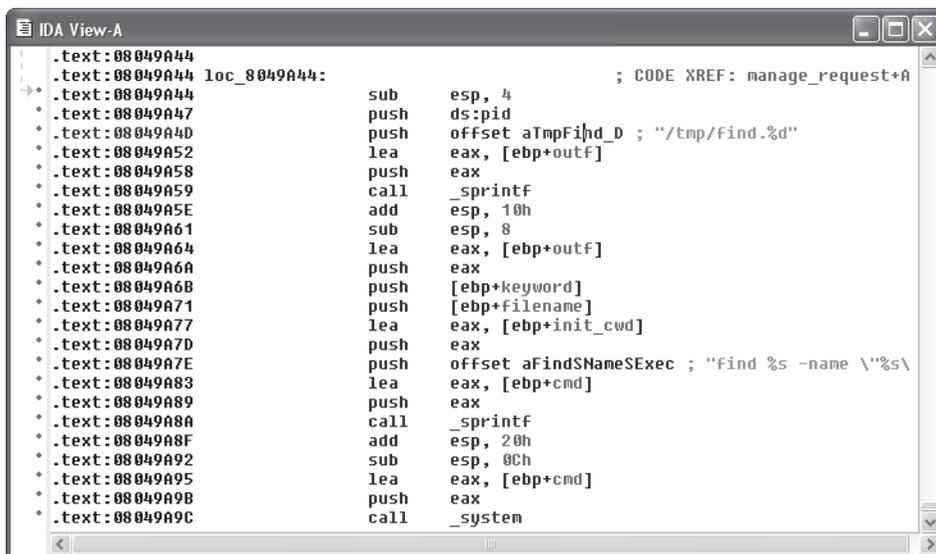 IDA View-A
.text:08049A44
.text:08049A44 loc_8049A44: ; CODE XREF: manage_request+A
.text:08049A44 sub esp, 4
.text:08049A47 push ds:pid
.text:08049A4D push offset aTmpFind_D ; "/tmp/find.%d"
.text:08049A52 lea eax, [ebp+outf]
.text:08049A58 push eax
.text:08049A59 call _sprintf
.text:08049A5E add esp, 10h
.text:08049A61 sub esp, 8
.text:08049A64 lea eax, [ebp+outf]
.text:08049A6A push eax
.text:08049A6B push [ebp+keyword]
.text:08049A71 push [ebp+filename]
.text:08049A77 lea eax, [ebp+init_cwd]
.text:08049A7D push eax
.text:08049A7E push offset aFindSNameSExec ; "find %s -name \"%s\
.text:08049A83 lea eax, [ebp+cmd]
.text:08049A89 push eax
.text:08049A8A call _sprintf
.text:08049A8F add esp, 20h
.text:08049A92 sub esp, 0Ch
.text:08049A95 lea eax, [ebp+cmd]
.text:08049A9B push eax
.text:08049A9C call _system